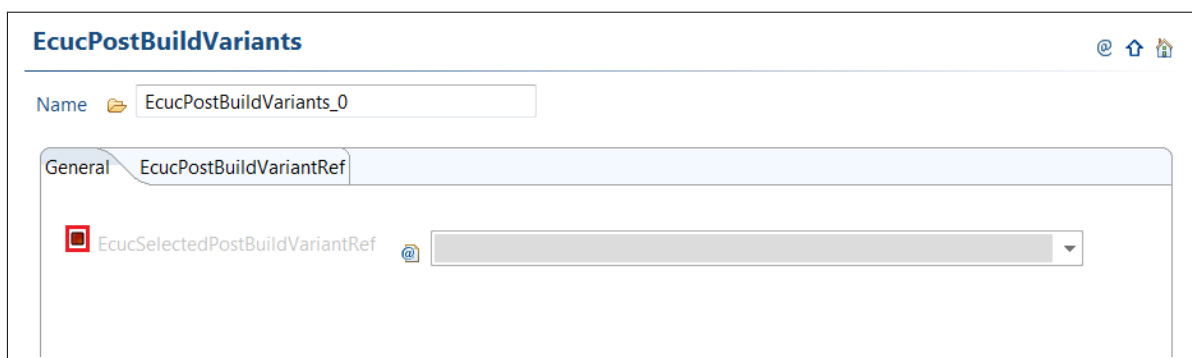 EcucPostBuildVariants
Name EcucPostBuildVariants_0
General EcucPostBuildVariantRef
EcucSelectedPostBuildVariantRef